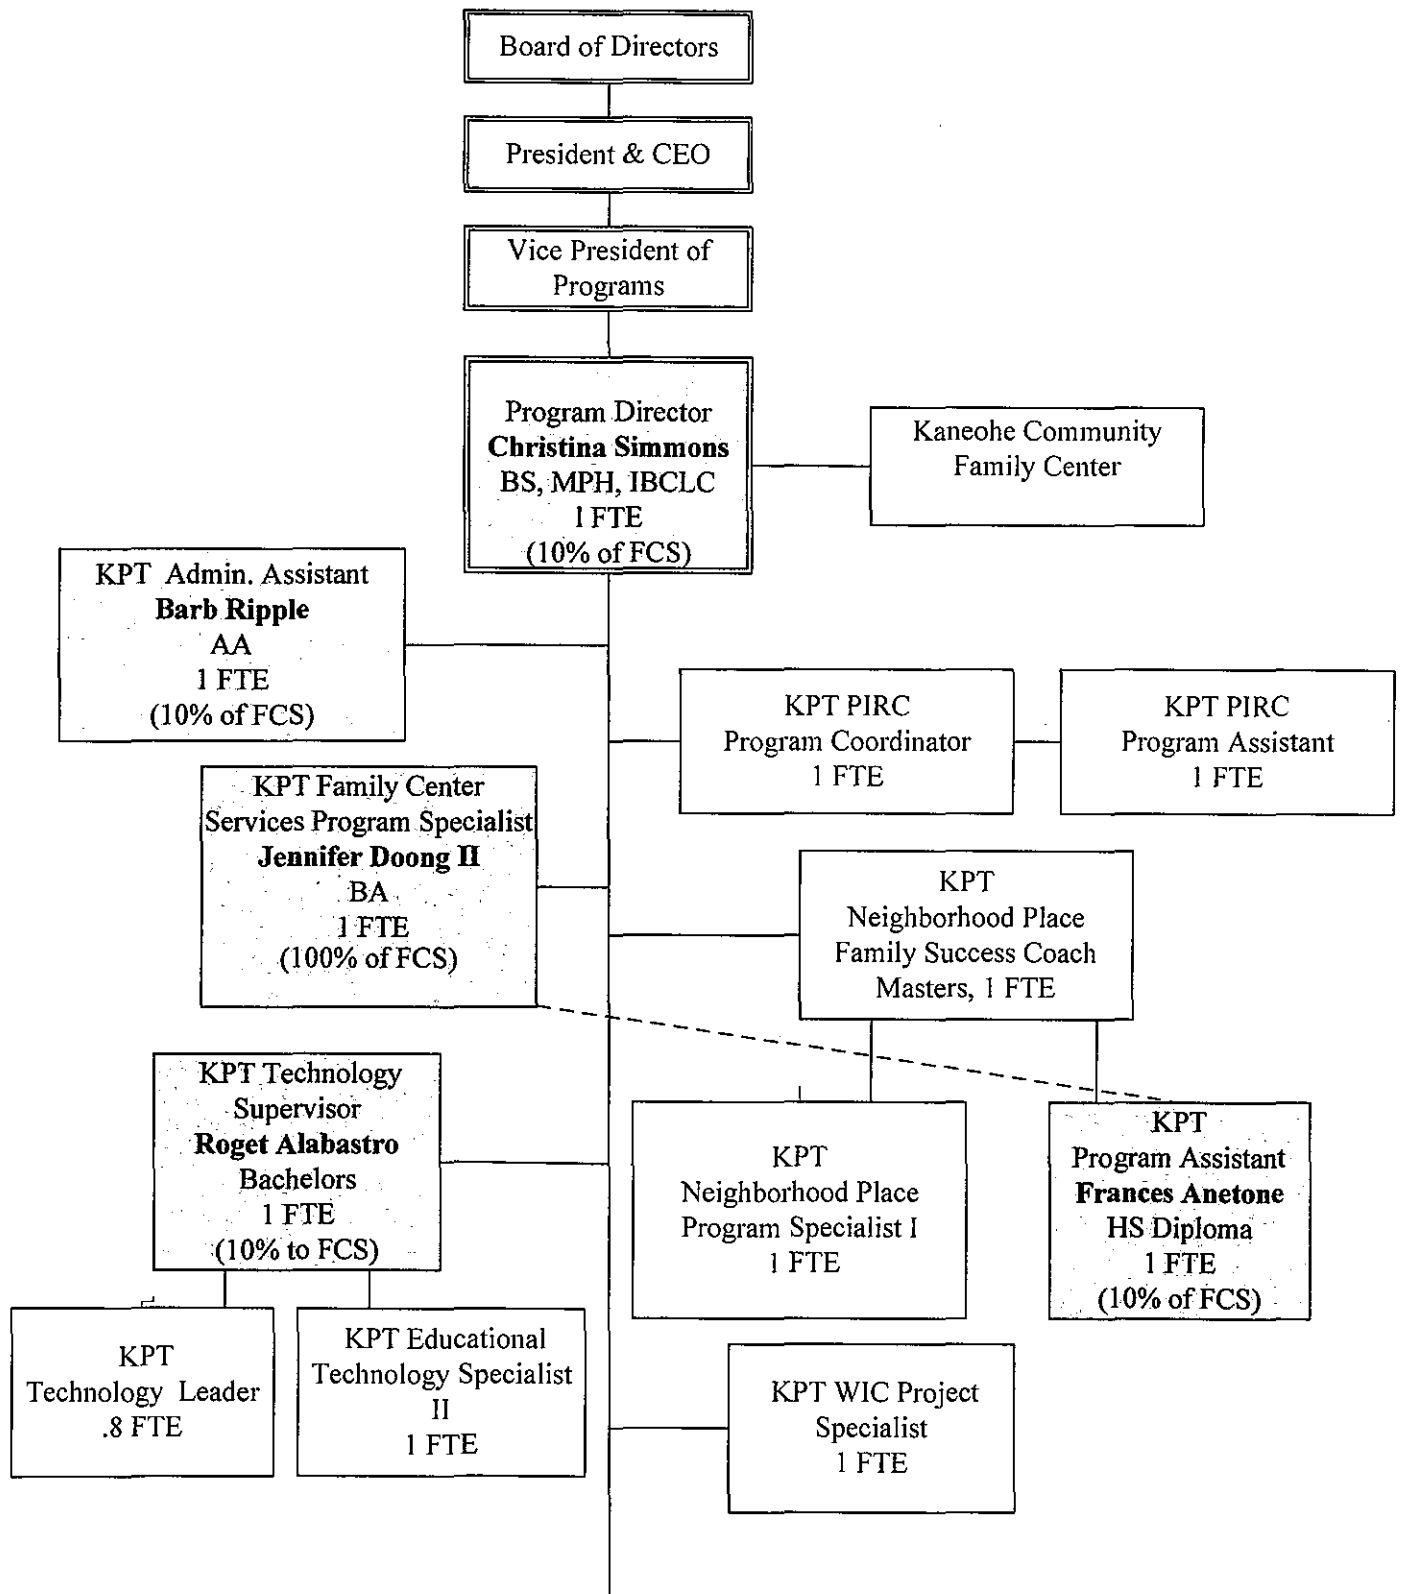 Board of Directors
President & CEO
Vice President of
Programs
Program Director
Christina Simmons
BS, MPH, IBCLC
1 FTE
(10% of FCS)
Kaneohe Community
Family Center
KPT Admin. Assistant
Barb Ripple
AA
1 FTE
(10% of FCS)
KPT PIRC
Program Coordinator
1 FTE
KPT PIRC
Program Assistant
1 FTE
KPT Family Center
Services Program Specialist
Jennifer Doong II
BA
1 FTE
(100% of FCS)
KPT
Neighborhood Place
Family Success Coach
Masters, 1 FTE
KPT Technology
Supervisor
Roget Alabastro
Bachelors
1 FTE
(10% to FCS)
KPT
Neighborhood Place
Program Specialist I
1 FTE
KPT
Program Assistant
Frances Anetone
HS Diploma
1 FTE
(10% of FCS)
KPT
Technology Leader
.8 FTE
KPT Educational
Technology Specialist
II
1 FTE
KPT WIC Project
Specialist
1 FTE